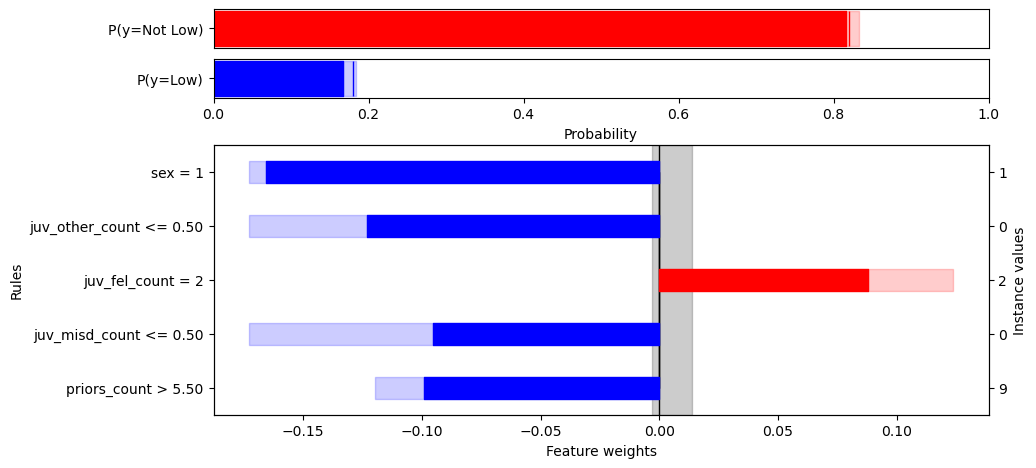 P(y=Not Low)
P(y=Low)
0.0 0.2 0.4 0.6 0.8 1.0
Probability
sex = 1 1
juv_other_count <= 0.50 0
juv_fel_count = 2 2
juv_misd_count <= 0.50 0
priors_count > 5.50 9
Rules
Instance values
−0.15 −0.10 −0.05 0.00 0.05 0.10
Feature weights